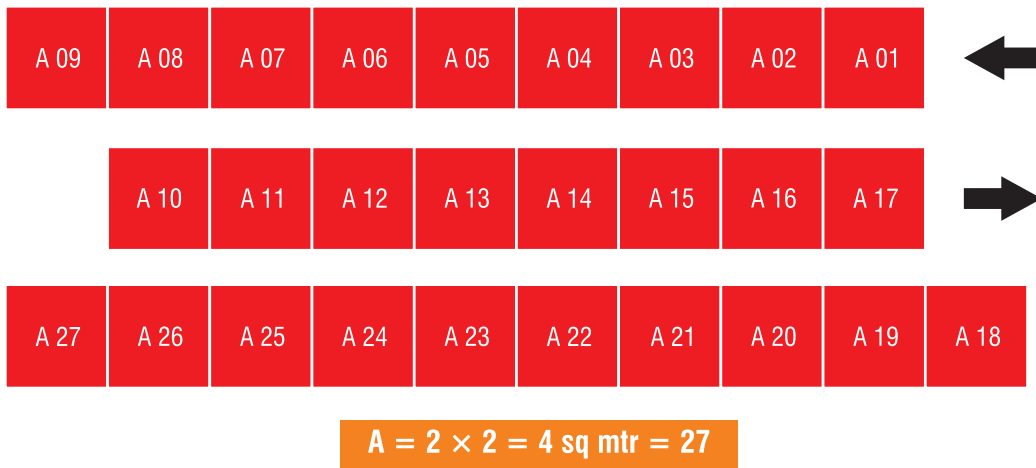 A 09 A 08 A 07 A 06 A 05 A 04 A 03 A 02 A 01
A 10 A 11 A 12 A 13 A 14 A 15 A 16 A 17
A 27 A 26 A 25 A 24 A 23 A 22 A 21 A 20 A 19 A 18
A = 2 × 2 = 4 sq mtr = 27